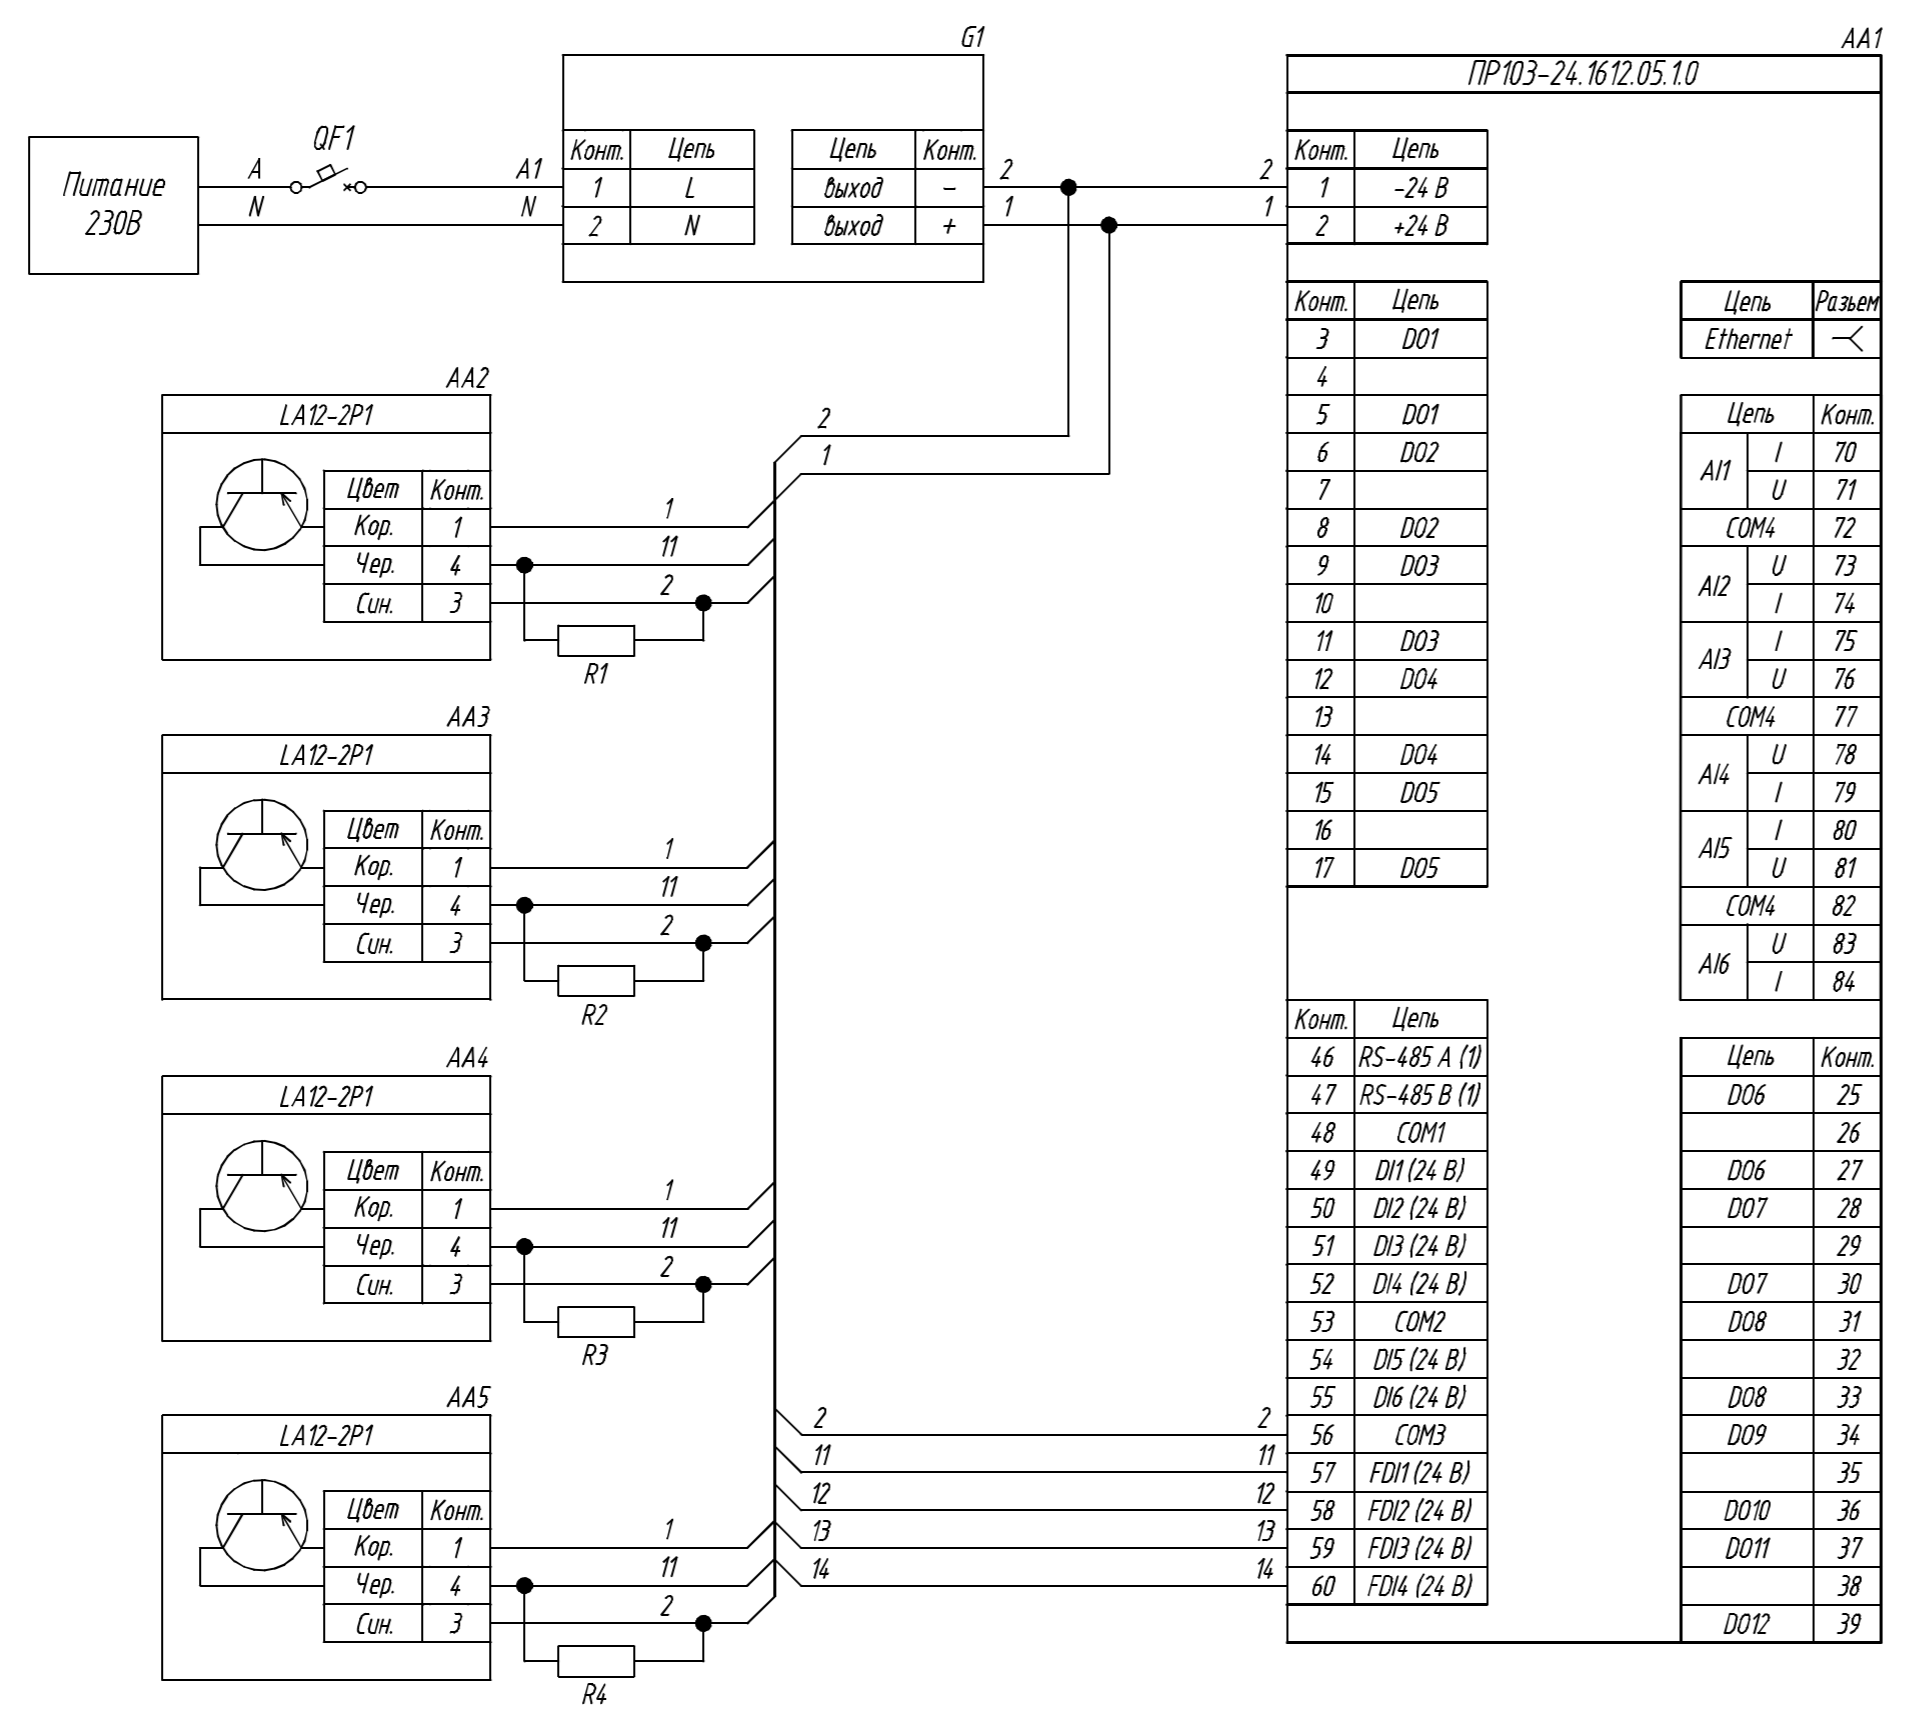 G1
AA1
ПР103-24.1612.05.1.0
QF1
Питание
230В
A
A1
N
N
Конт. Цепь
1 L
2 N
Цепь Конт.
выход -
выход +
2
1
2
1
Конт. Цепь
1 -24 В
2 +24 В
Конт. Цепь
3 DO1
4
5 DO1
6 DO2
7
8 DO2
9 DO3
10
11 DO3
12 DO4
13
14 DO4
15 DO5
16
17 DO5
Цепь Разъем
Ethernet
Цепь Конт.
AI1 I 70
U 71
COM4 72
AI2 U 73
I 74
AI3 I 75
U 76
COM4 77
AI4 U 78
I 79
AI5 I 80
U 81
COM4 82
AI6 U 83
I 84
2
1
AA2
LA12-2P1
Цвет Конт.
Кор. 1
Чер. 4
Син. 3
1
11
2
R1
AA3
LA12-2P1
Цвет Конт.
Кор. 1
Чер. 4
Син. 3
1
11
2
R2
AA4
LA12-2P1
Цвет Конт.
Кор. 1
Чер. 4
Син. 3
1
11
2
R3
AA5
LA12-2P1
Цвет Конт.
Кор. 1
Чер. 4
Син. 3
1
11
2
R4
2 2
11 11
12 12
13 13
14 14
Конт. Цепь
46 RS-485 A (1)
47 RS-485 B (1)
48 COM1
49 DI1 (24 В)
50 DI2 (24 В)
51 DI3 (24 В)
52 DI4 (24 В)
53 COM2
54 DI5 (24 В)
55 DI6 (24 В)
56 COM3
57 FDI1 (24 В)
58 FDI2 (24 В)
59 FDI3 (24 В)
60 FDI4 (24 В)
Цепь Конт.
DO6 25
26
DO6 27
DO7 28
29
DO7 30
DO8 31
32
DO8 33
DO9 34
35
DO10 36
DO11 37
38
DO12 39